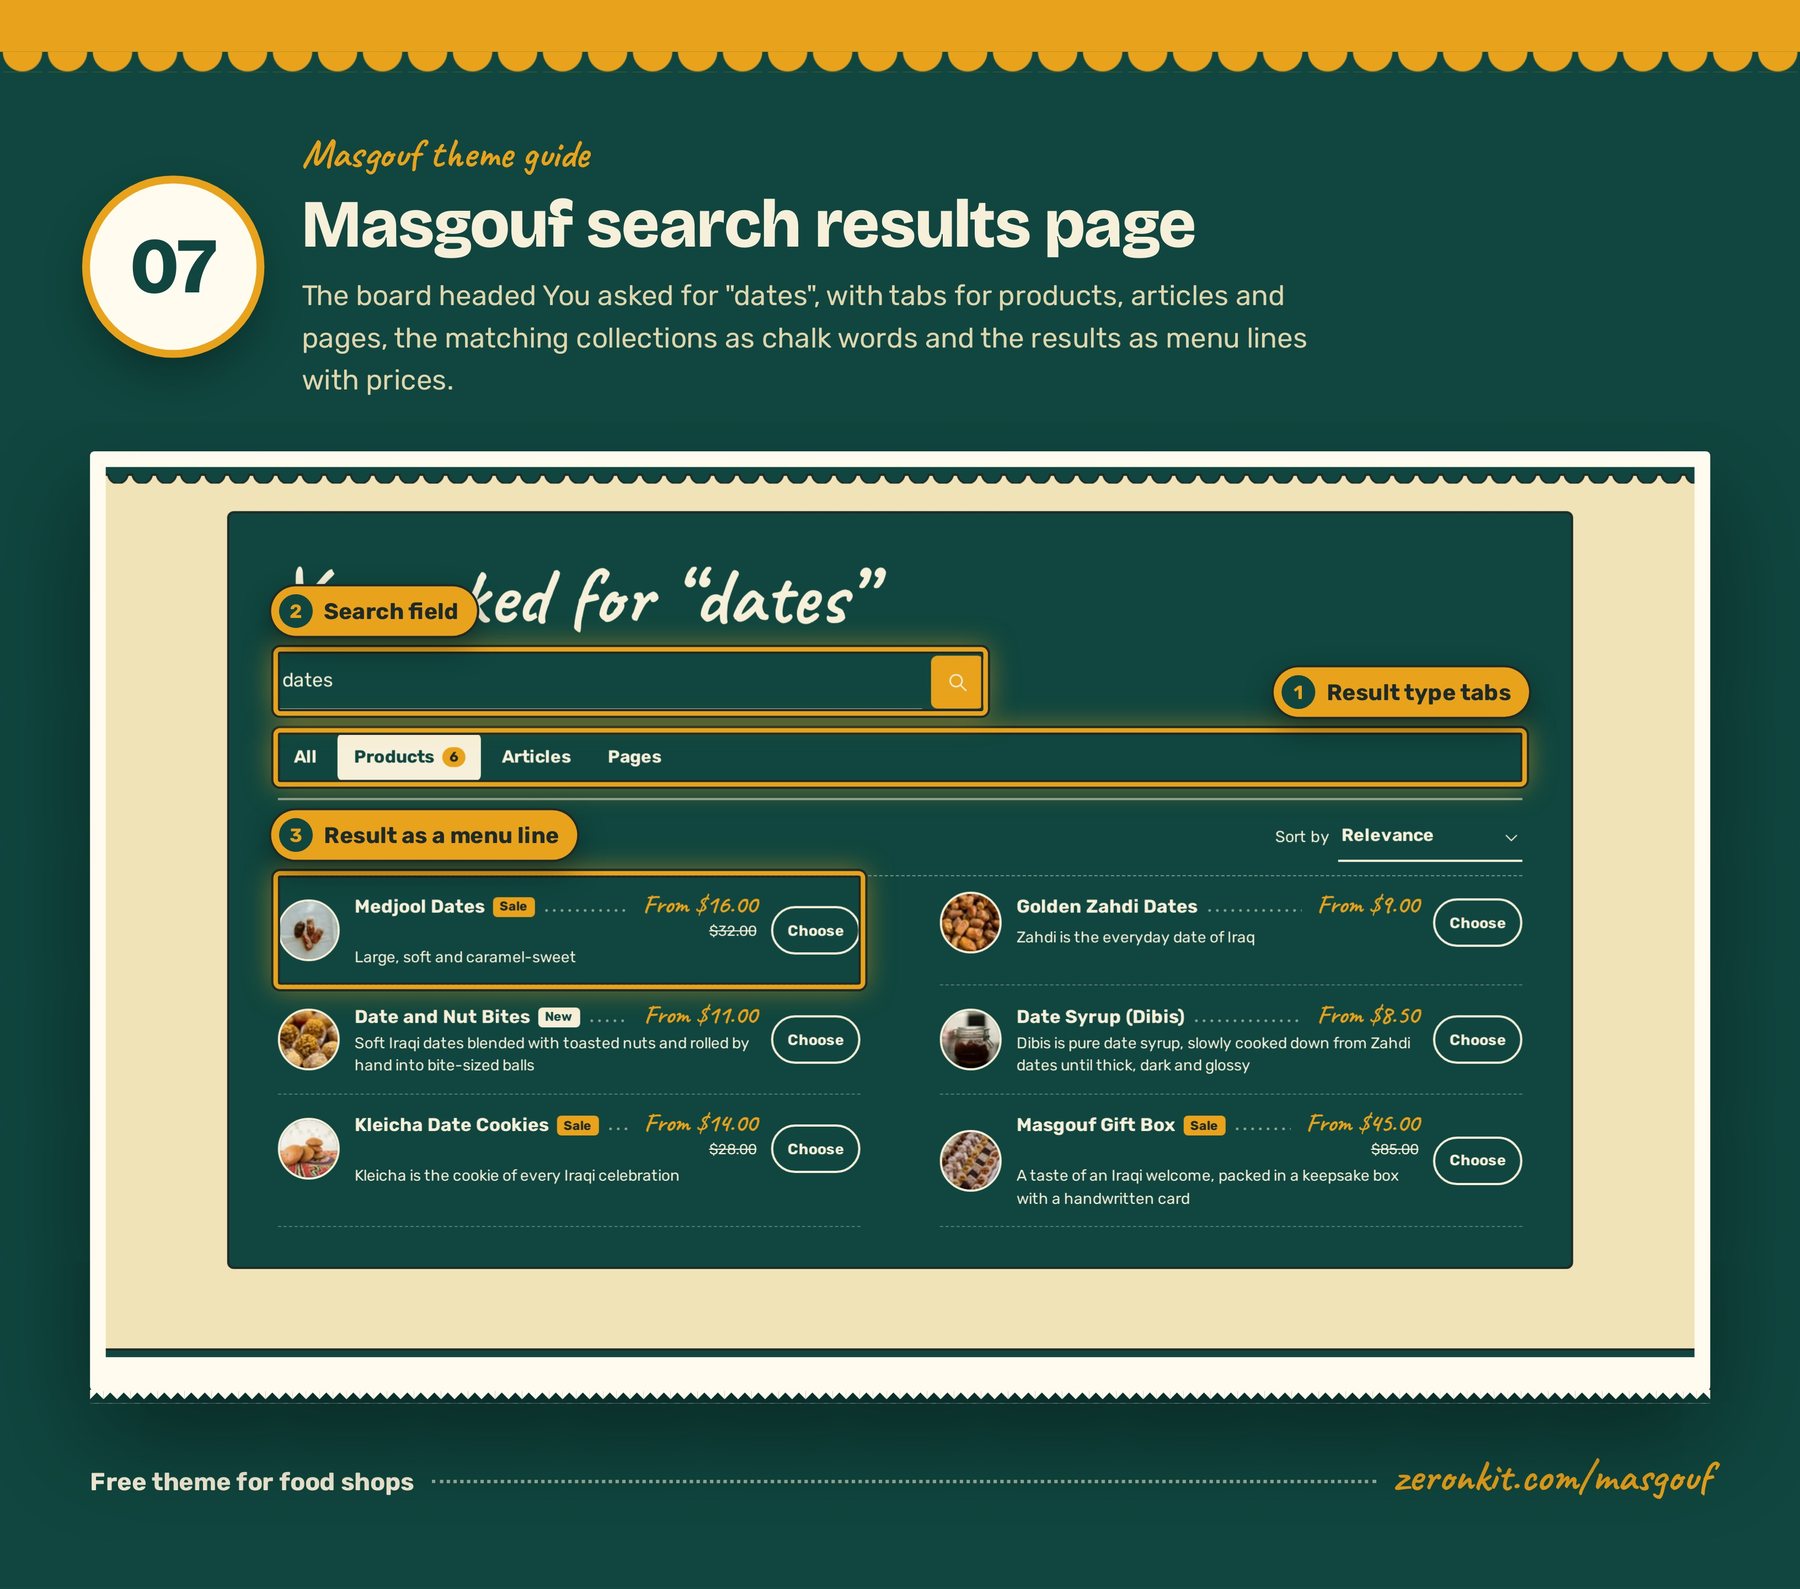 Masgouf theme guide
07
Masgouf search results page
The board headed You asked for "dates", with tabs for products, articles and
pages, the matching collections as chalk words and the results as menu lines
with prices.
ked for “dates”
2 Search field
dates
1 Result type tabs
All Products 6 Articles Pages
3 Result as a menu line
Sort by Relevance
Medjool Dates Sale ........... From $16.00
$32.00
Choose
Large, soft and caramel-sweet
Golden Zahdi Dates ............. From $9.00
Choose
Zahdi is the everyday date of Iraq
Date and Nut Bites New ..... From $11.00
Soft Iraqi dates blended with toasted nuts and rolled by
hand into bite-sized balls
Choose
Date Syrup (Dibis) .............. From $8.50
Dibis is pure date syrup, slowly cooked down from Zahdi
dates until thick, dark and glossy
Choose
Kleicha Date Cookies Sale ... From $14.00
$28.00
Choose
Kleicha is the cookie of every Iraqi celebration
Masgouf Gift Box Sale ........ From $45.00
$85.00
Choose
A taste of an Iraqi welcome, packed in a keepsake box
with a handwritten card
Free theme for food shops
zeronkit.com/masgouf